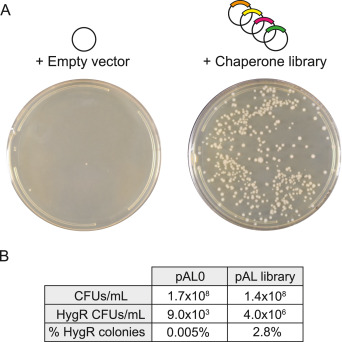 A
+ Empty vector
+ Chaperone library
B
pAL0
pAL library
CFUs/mL
1.7x10⁸
1.4x10⁸
HygR CFUs/mL
9.0x10³
4.0x10⁶
% HygR colonies
0.005%
2.8%